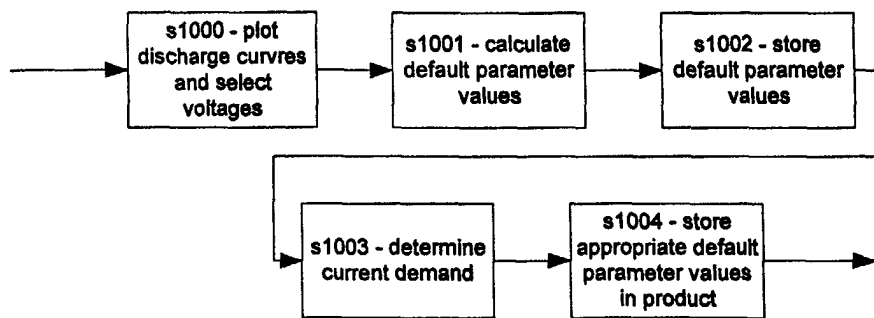 s1000 - plot
discharge curvres
and select
voltages
s1001 - calculate
default parameter
values
s1002 - store
default parameter
values
s1003 - determine
current demand
s1004 - store
appropriate default
parameter values
in product